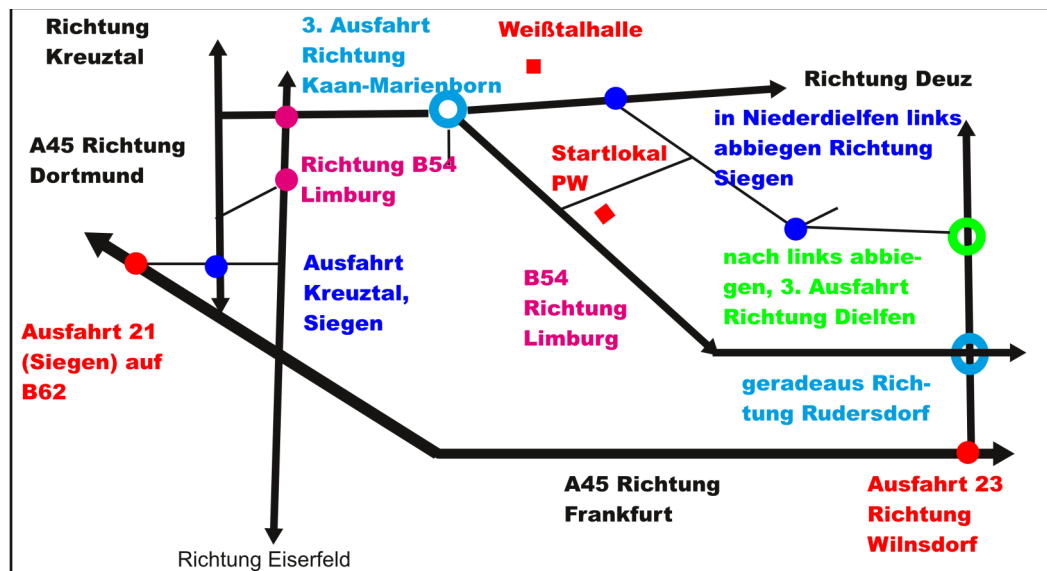 Richtung
Kreuztal
3. Ausfahrt
Richtung
Kaan-Marienborn
Weißtalhalle
Richtung Deuz
A45 Richtung
Dortmund
Richtung B54
Limburg
Startlokal
PW
in Niederdielfen links
abbiegen Richtung
Siegen
Ausfahrt
Kreuztal,
Siegen
B54
Richtung
Limburg
nach links abbie-
gen, 3. Ausfahrt
Richtung Dielfen
Ausfahrt 21
(Siegen) auf
B62
geradeaus Rich-
tung Rudersdorf
A45 Richtung
Frankfurt
Ausfahrt 23
Richtung
Wilnsdorf
Richtung Eiserfeld